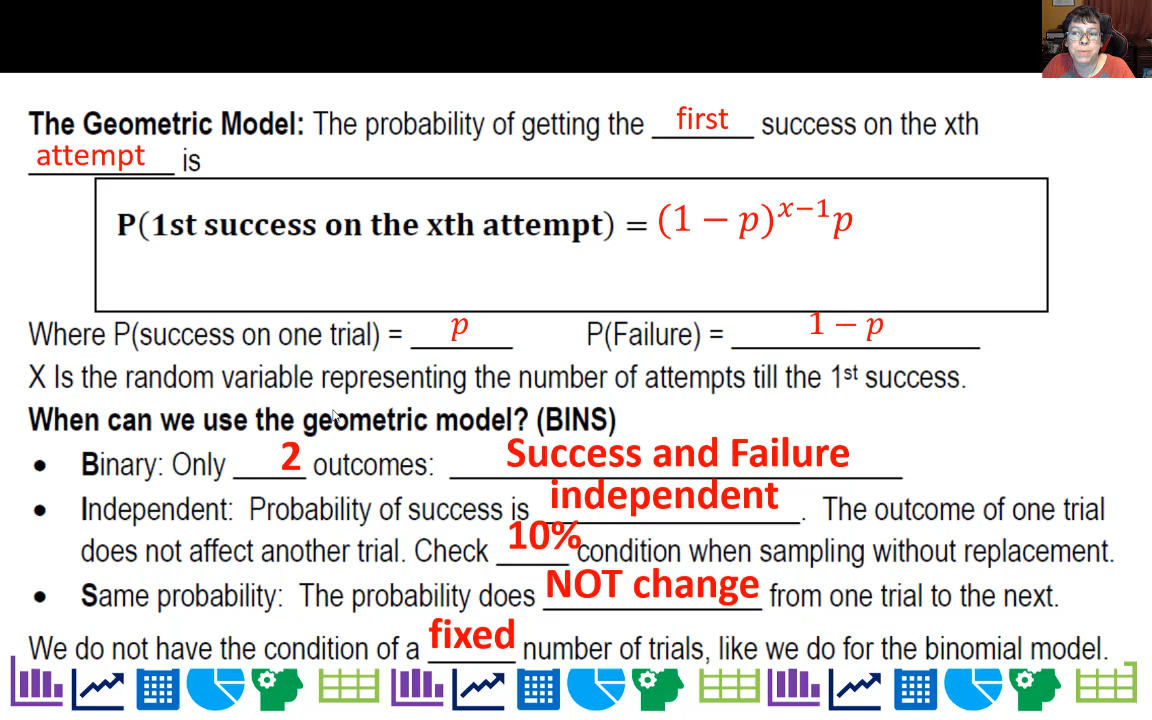 The Geometric Model: The probability of getting the first success on the xth
attempt is
P(1st success on the xth attempt) = (1 − p)^{x−1}p
Where P(success on one trial) = p P(Failure) = 1 − p
X Is the random variable representing the number of attempts till the 1st success.
When can we use the geometric model? (BINS)
• Binary: Only 2 outcomes: Success and Failure
• Independent: Probability of success is independent. The outcome of one trial
does not affect another trial. Check 10% condition when sampling without replacement.
• Same probability: The probability does NOT change from one trial to the next.
We do not have the condition of a fixed number of trials, like we do for the binomial model.